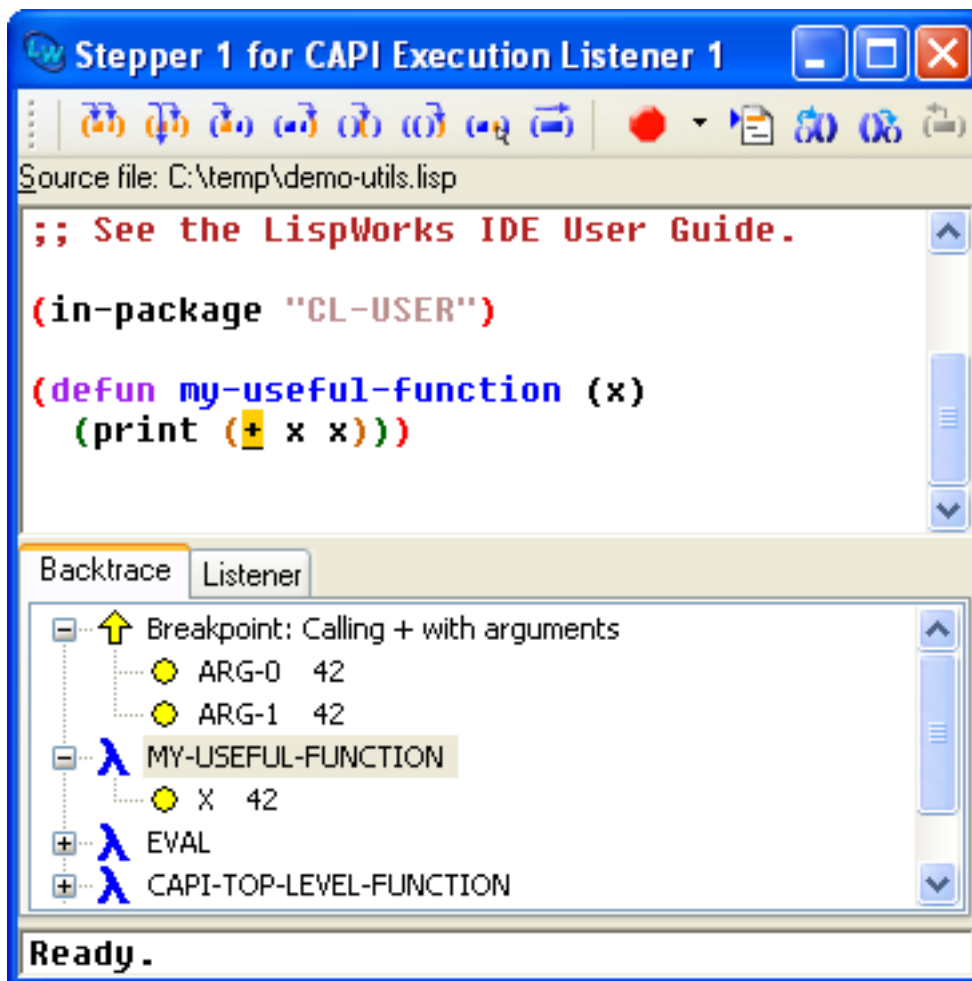 Stepper 1 for CAPI Execution Listener 1
Source file: C:\temp\demo-utils.lisp
;; See the LispWorks IDE User Guide.
(in-package "CL-USER")
(defun my-useful-function (x)
(print (+ x x)))
Backtrace Listener
Breakpoint: Calling + with arguments
ARG-0 42
ARG-1 42
MY-USEFUL-FUNCTION
X 42
EVAL
CAPI-TOP-LEVEL-FUNCTION
Ready.